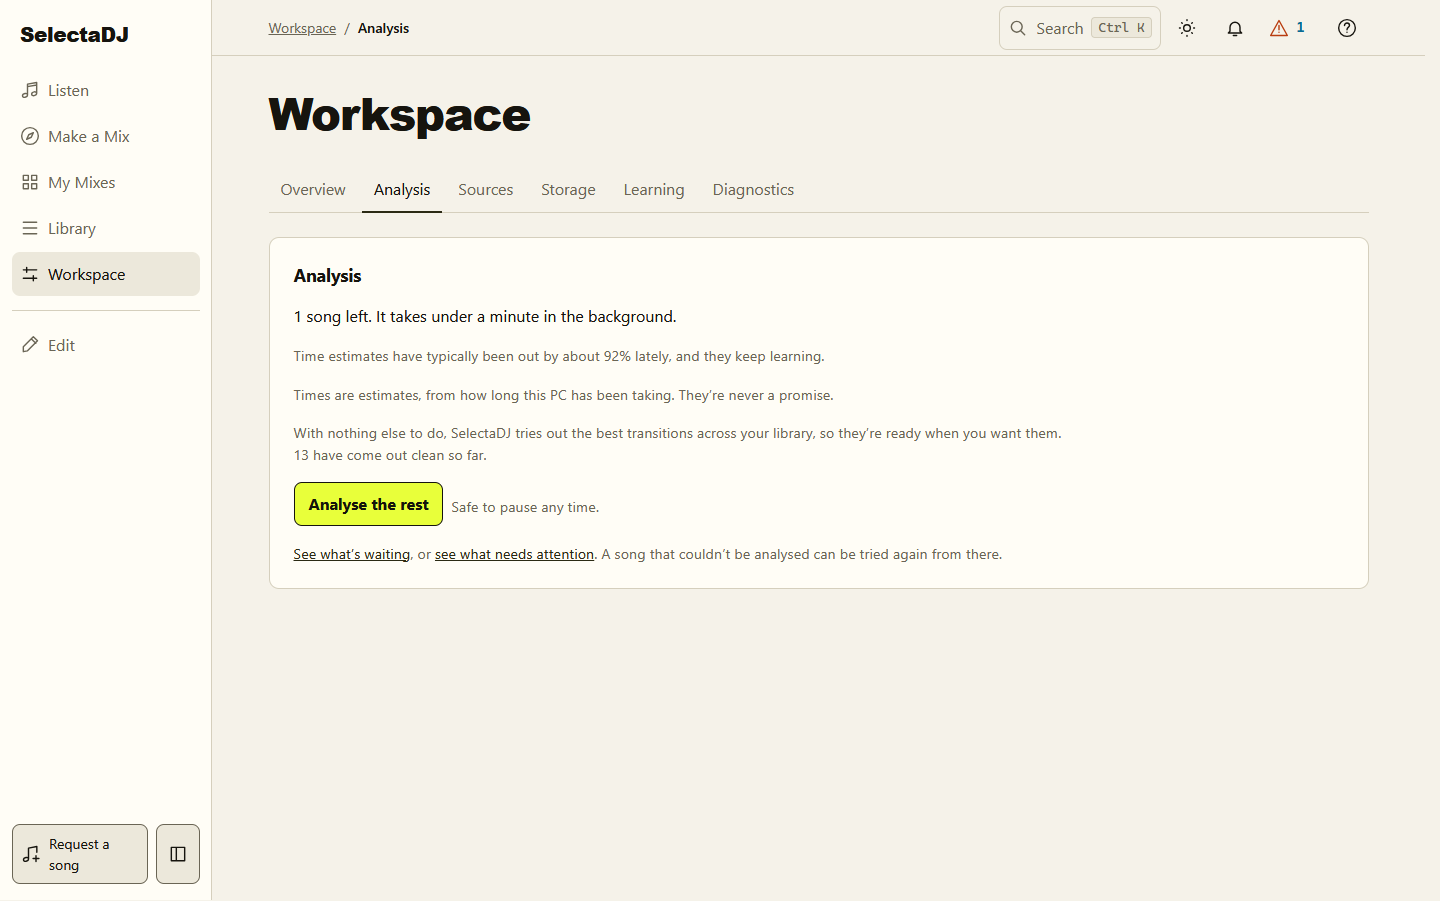 SelectaDJ
Listen
Make a Mix
My Mixes
Library
Workspace
Edit
Request a
song
Workspace / Analysis
Search Ctrl K
1
Workspace
Overview Analysis Sources Storage Learning Diagnostics
Analysis
1 song left. It takes under a minute in the background.
Time estimates have typically been out by about 92% lately, and they keep learning.
Times are estimates, from how long this PC has been taking. They're never a promise.
With nothing else to do, SelectaDJ tries out the best transitions across your library, so they're ready when you want them.
13 have come out clean so far.
Analyse the rest Safe to pause any time.
See what's waiting, or see what needs attention. A song that couldn't be analysed can be tried again from there.